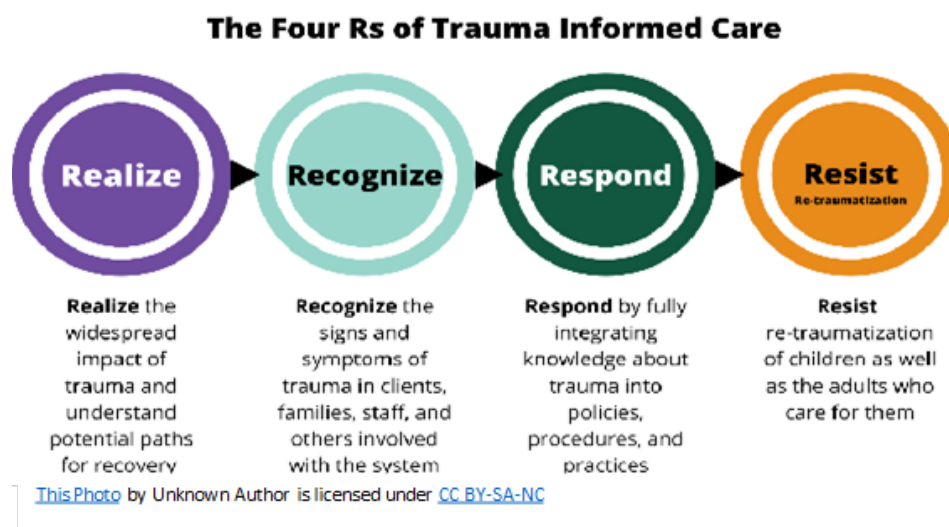 The Four Rs of Trauma Informed Care
Realize
Recognize
Respond
Resist
Re-traumatization
Realize the
widespread
impact of
trauma and
understand
potential paths
for recovery
Recognize the
signs and
symptoms of
trauma in clients,
families, staff, and
others involved
with the system
Respond by fully
integrating
knowledge about
trauma into
policies,
procedures, and
practices
Resist
re-traumatization
of children as well
as the adults who
care for them
This Photo by Unknown Author is licensed under CC BY-SA-NC